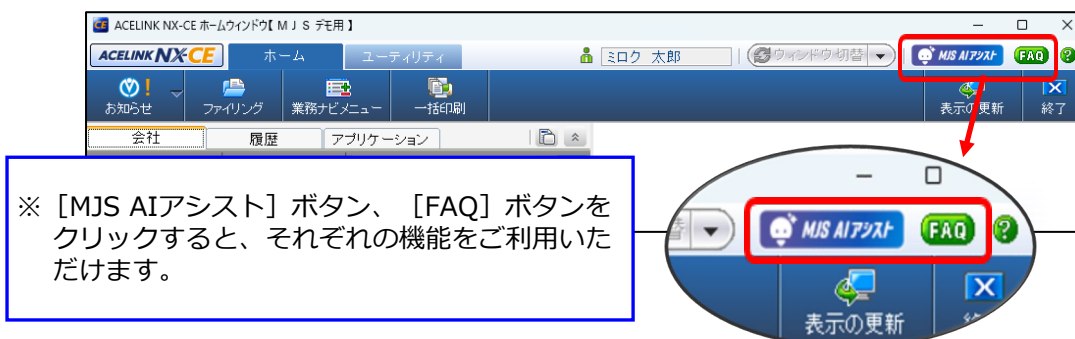 ACELINK NX-CE ホームウィンドウ【ＭＪＳ デモ用 】
ACELINK NX-CE ホーム ユーティリティ ミロク 太郎 ウィンドウ切替 MJS AIアシスト FAQ
お知らせ ファイリング 業務ナビメニュー 一括印刷 表示の更新 終了
会社 履歴 アプリケーション
※［MJS AIアシスト］ボタン、［FAQ］ボタンを
クリックすると、それぞれの機能をご利用いた
だけます。
MJS AIアシスト FAQ
表示の更新